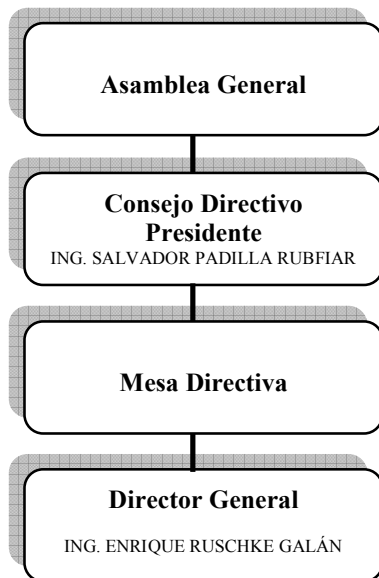 Asamblea General
Consejo Directivo
Presidente
ING. SALVADOR PADILLA RUBFIAR
Mesa Directiva
Director General
ING. ENRIQUE RUSCHKE GALÁN